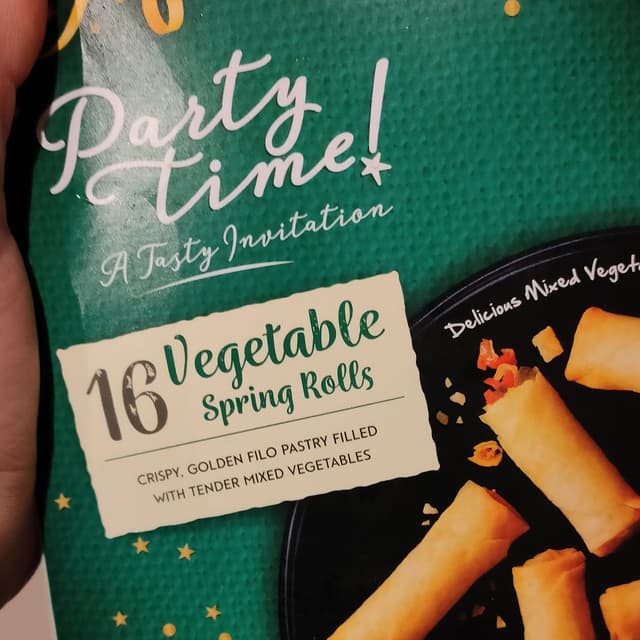 Party
Time!
A Tasty Invitation
Delicious Mixed
16 Vegetable
Spring Rolls
CRISPY, GOLDEN FILO PASTRY FILLED
WITH TENDER MIXED VEGETABLES